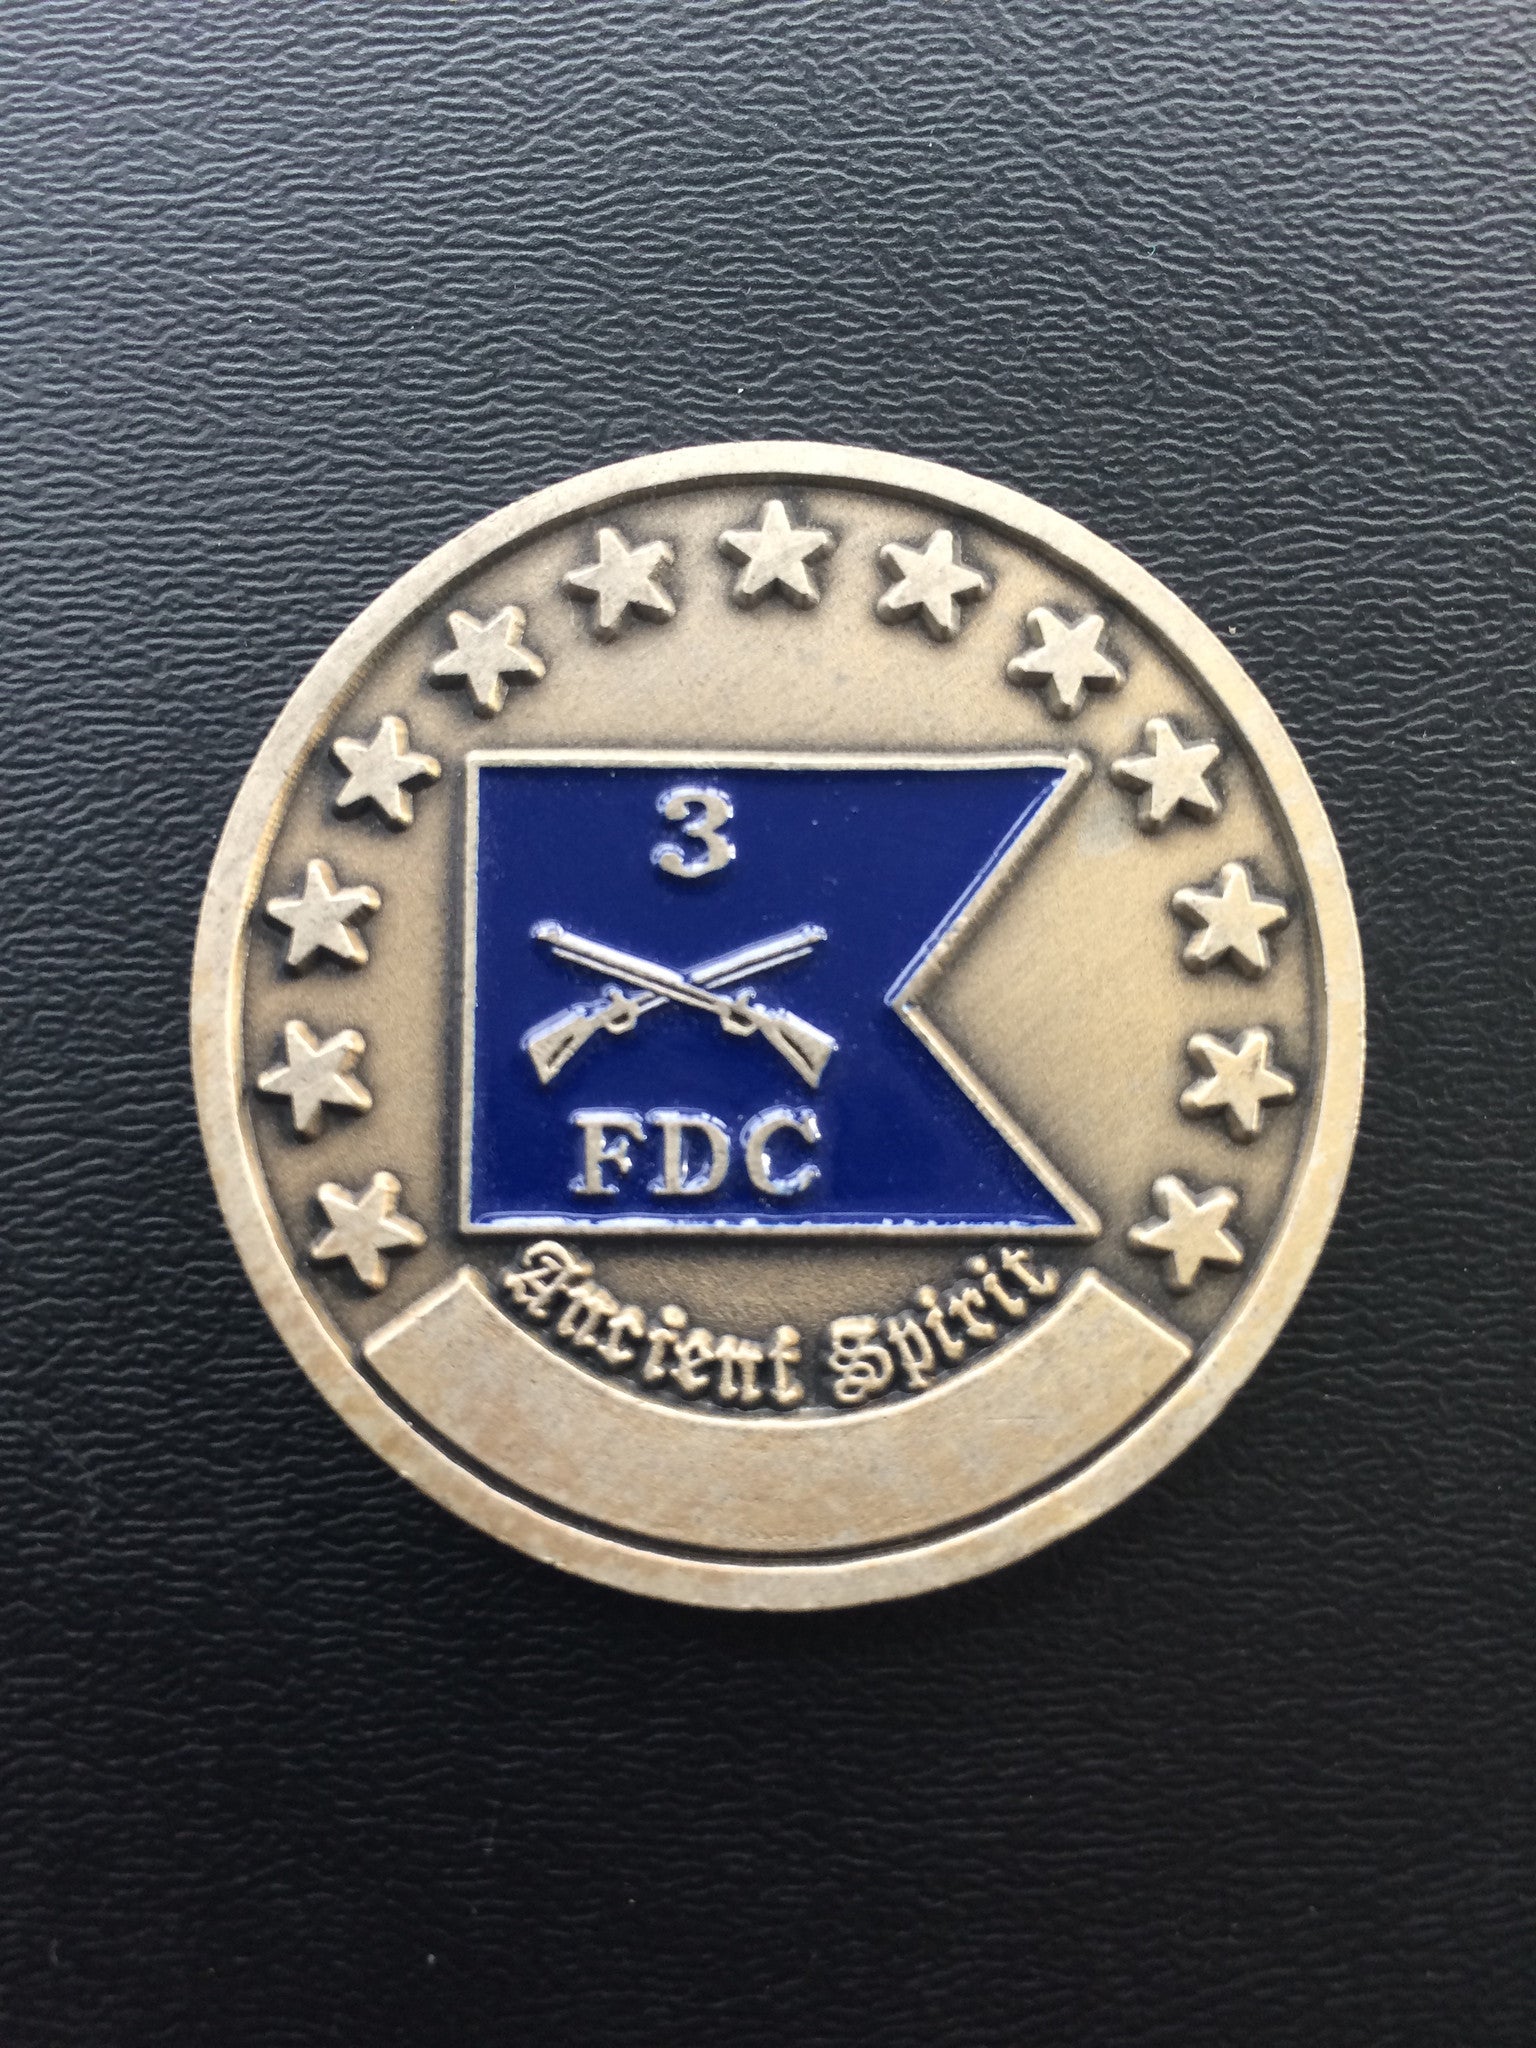 3
FDC
Ancient Spirit